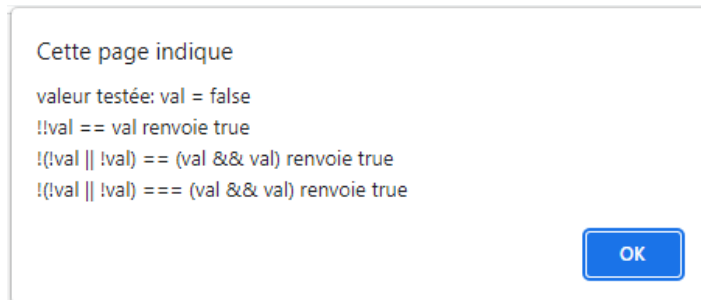 Cette page indique
valeur testée: val = false
!!val == val renvoie true
!(!val || !val) == (val && val) renvoie true
!(!val || !val) === (val && val) renvoie true
OK